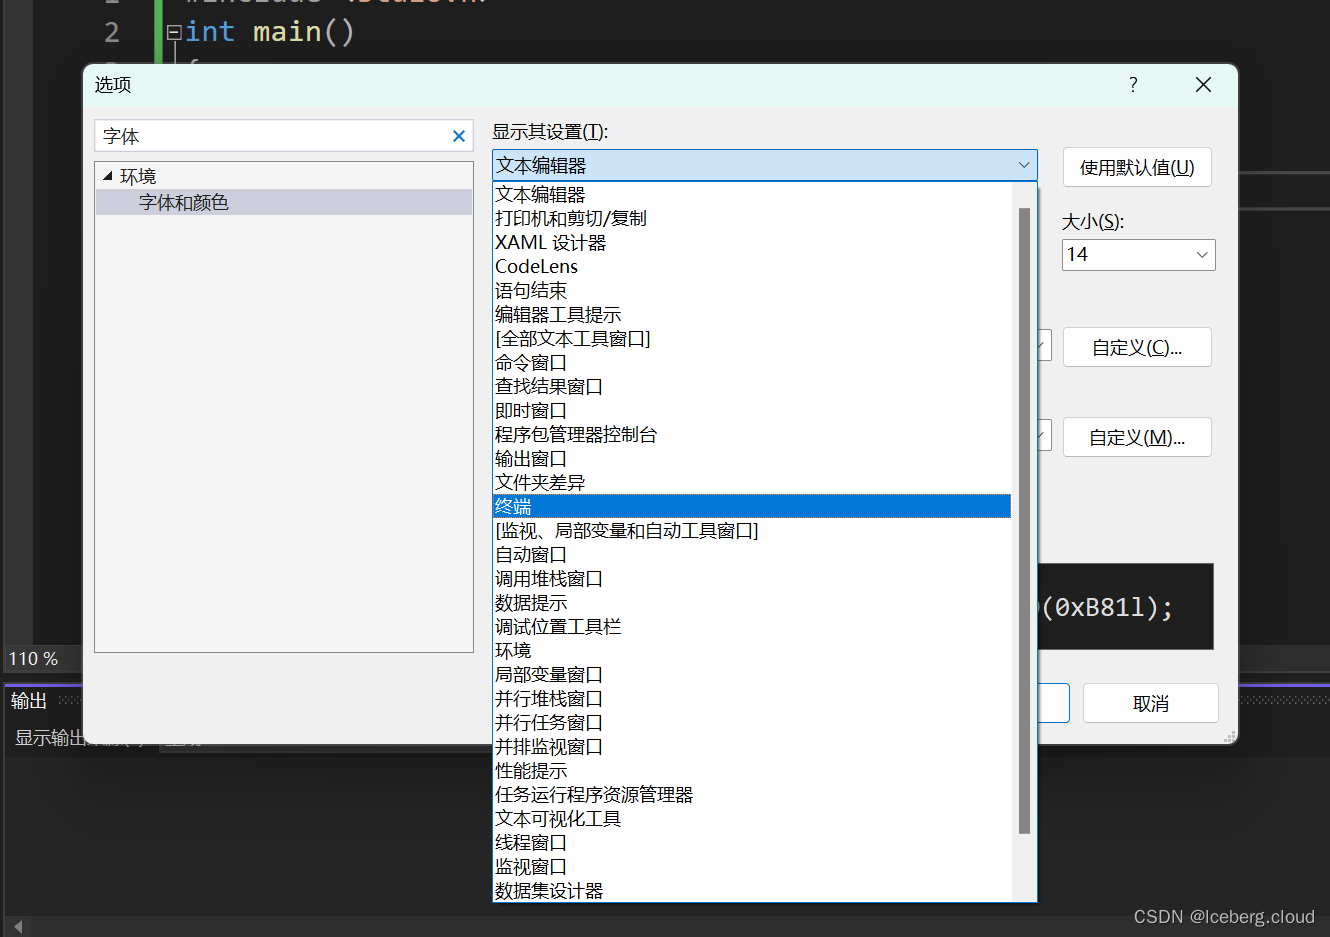 2
int main()
选项
?
字体
显示其设置(T):
文本编辑器
使用默认值(U)
环境
字体和颜色
文本编辑器
打印机和剪切/复制
XAML 设计器
CodeLens
语句结束
编辑器工具提示
[全部文本工具窗口]
命令窗口
查找结果窗口
即时窗口
程序包管理器控制台
输出窗口
文件夹差异
终端
[监视、局部变量和自动工具窗口]
自动窗口
调用堆栈窗口
数据提示
调试位置工具栏
环境
局部变量窗口
并行堆栈窗口
并行任务窗口
并排监视窗口
性能提示
任务运行程序资源管理器
文本可视化工具
线程窗口
监视窗口
数据集设计器
大小(S):
14
自定义(C)...
自定义(M)...
(0xB81l);
取消
110 %
输出
显示输出
CSDN @Iceberg.cloud